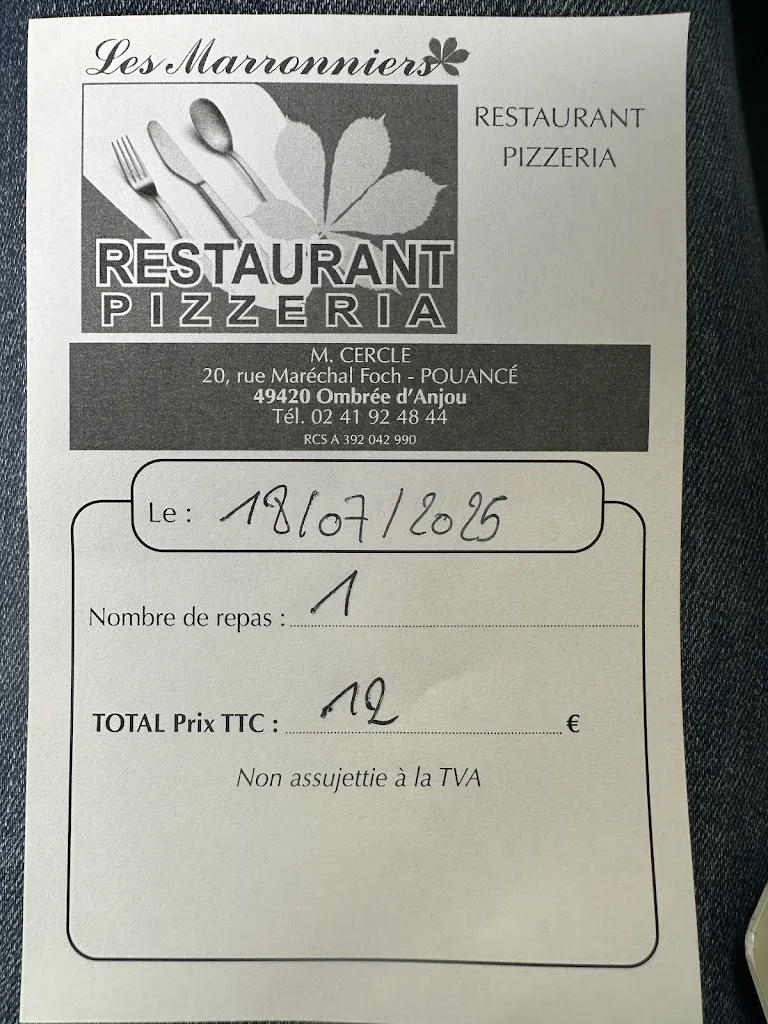 Les Marronniers
RESTAURANT
PIZZERIA
RESTAURANT
PIZZERIA
M. CERCLE
20, rue Maréchal Foch - POUANCÉ
49420 Ombrée d'Anjou
Tél. 02 41 92 48 44
RCS A 392 042 990
Le : 18/07/2025
Nombre de repas : 1
TOTAL Prix TTC : 12 €
Non assujettie à la TVA